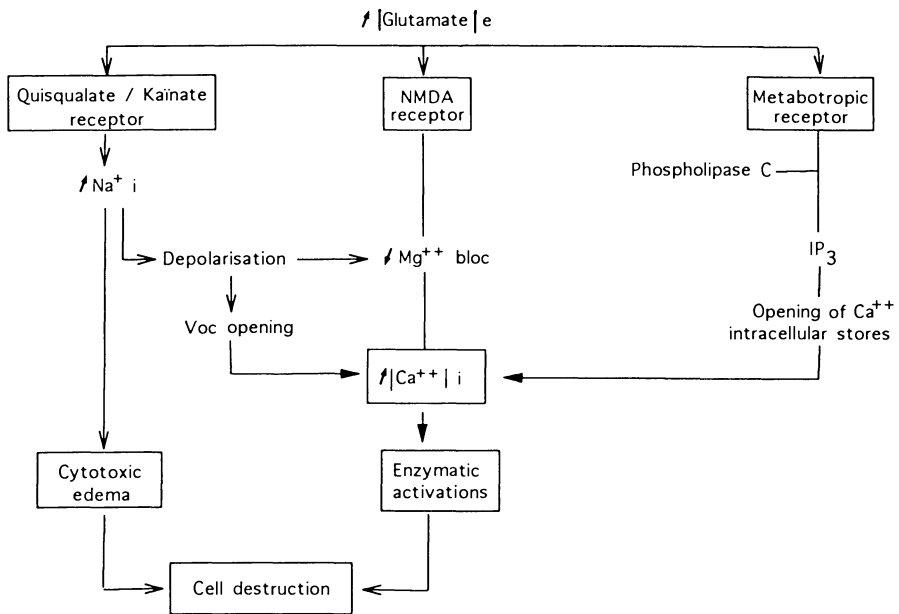 ↗ |Glutamate| e
Quisqualate / Kaïnate
receptor
NMDA
receptor
Metabotropic
receptor
↗ Na⁺ i
Phospholipase C
Depolarisation
↙ Mg⁺⁺ bloc
IP₃
Voc opening
Opening of Ca⁺⁺
intracellular stores
↗ |Ca⁺⁺| i
Cytotoxic
edema
Enzymatic
activations
Cell destruction